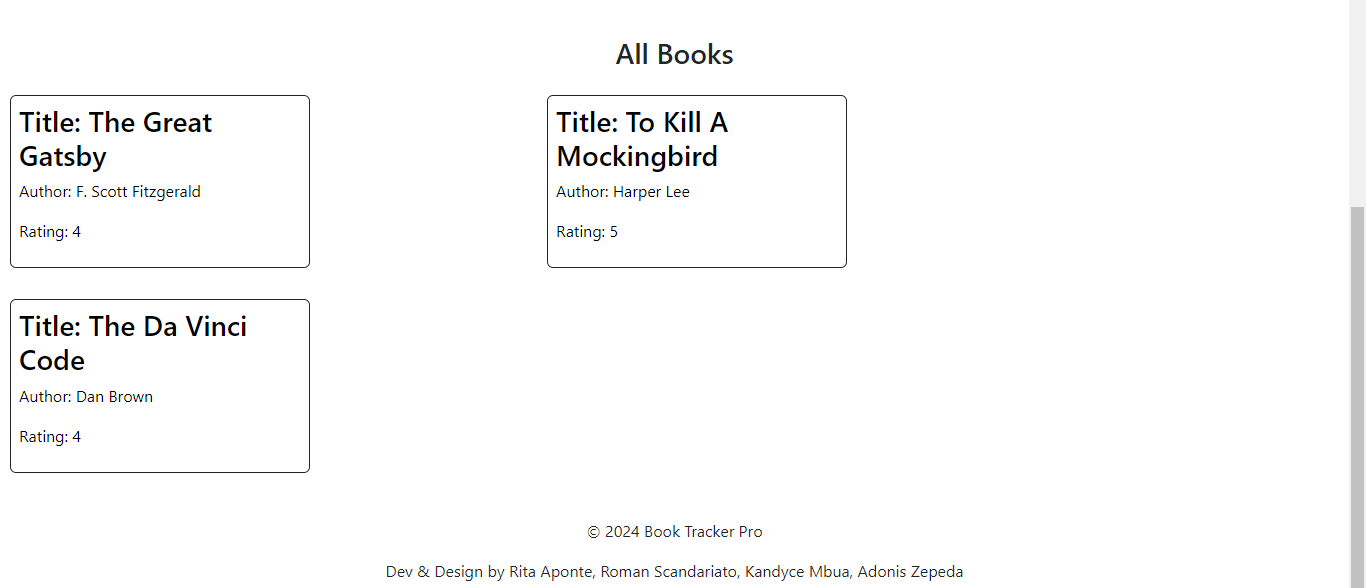 All Books
Title: The Great
Gatsby
Author: F. Scott Fitzgerald
Rating: 4
Title: To Kill A
Mockingbird
Author: Harper Lee
Rating: 5
Title: The Da Vinci
Code
Author: Dan Brown
Rating: 4
© 2024 Book Tracker Pro
Dev & Design by Rita Aponte, Roman Scandariato, Kandyce Mbua, Adonis Zepeda